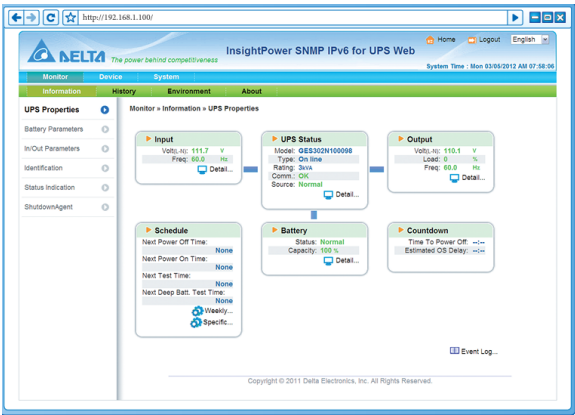 http://192.168.1.100/
Home Logout English
DELTA
The power behind competitiveness
InsightPower SNMP IPv6 for UPS Web
System Time : Mon 03/05/2012 AM 07:58:06
Monitor Device System
Information History Environment About
UPS Properties
Battery Parameters
In/Out Parameters
Identification
Status Indication
ShutdownAgent
Monitor » Information » UPS Properties
Input
Volt(L-N): 111.7 V
Freq: 60.0 Hz
Detail...
UPS Status
Model: GES302N100098
Type: On line
Rating: 3kVA
Comm.: OK
Source: Normal
Detail...
Output
Volt(L-N): 110.1 V
Load: 0 %
Freq: 60.0 Hz
Detail...
Schedule
Next Power Off Time:
None
Next Power On Time:
None
Next Test Time:
None
Next Deep Batt. Test Time:
None
Weekly...
Specific...
Battery
Status: Normal
Capacity: 100 %
Detail...
Countdown
Time To Power Off: --:--
Estimated OS Delay: --:--
Event Log...
Copyright © 2011 Delta Electronics, Inc. All Rights Reserved.